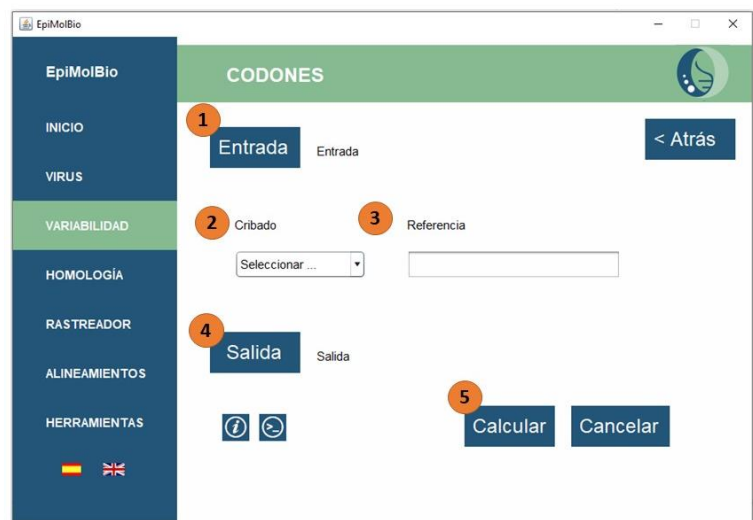 EpiMolBio
EpiMolBio
CODONES
INICIO
VIRUS
VARIABILIDAD
HOMOLOGÍA
RASTREADOR
ALINEAMIENTOS
HERRAMIENTAS
1
Entrada Entrada
< Atrás
2 Cribado
3 Referencia
Seleccionar ...
4
Salida Salida
5
Calcular Cancelar